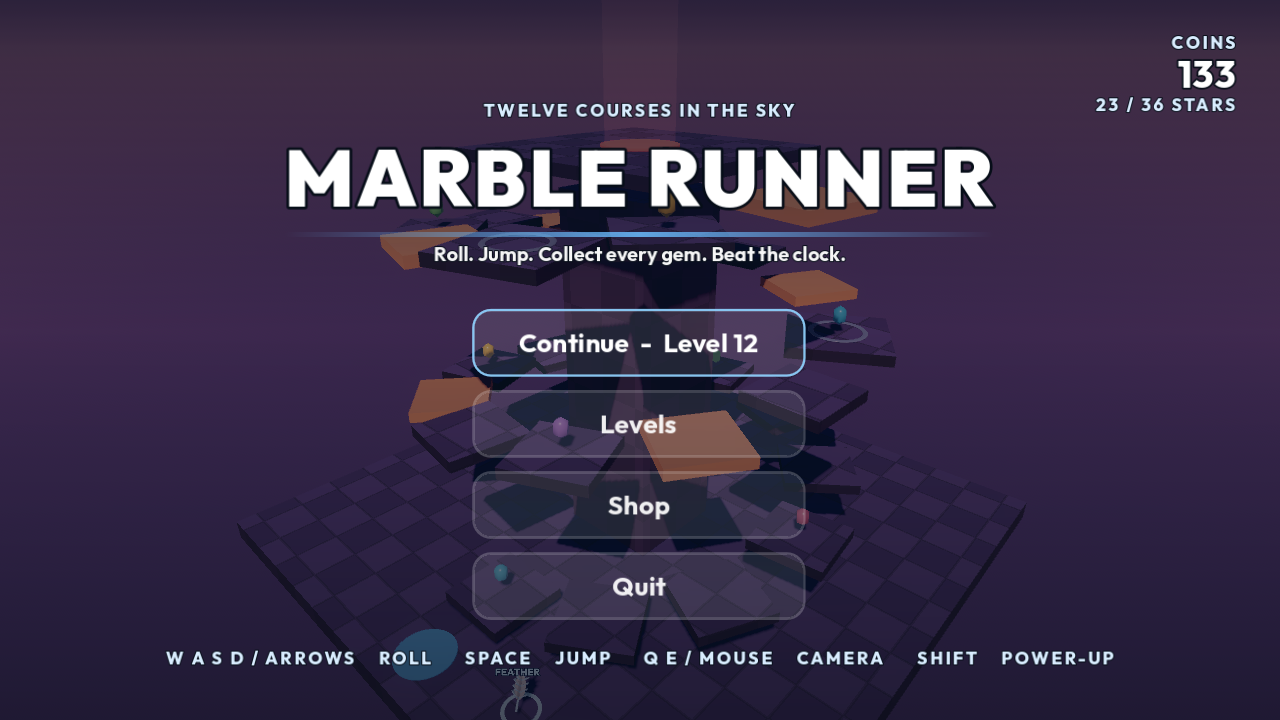 COINS
133
23 / 36 STARS
TWELVE COURSES IN THE SKY
MARBLE RUNNER
Roll. Jump. Collect every gem. Beat the clock.
Continue - Level 12
Levels
Shop
Quit
W A S D / ARROWS ROLL SPACE JUMP Q E / MOUSE CAMERA SHIFT POWER-UP
FEATHER